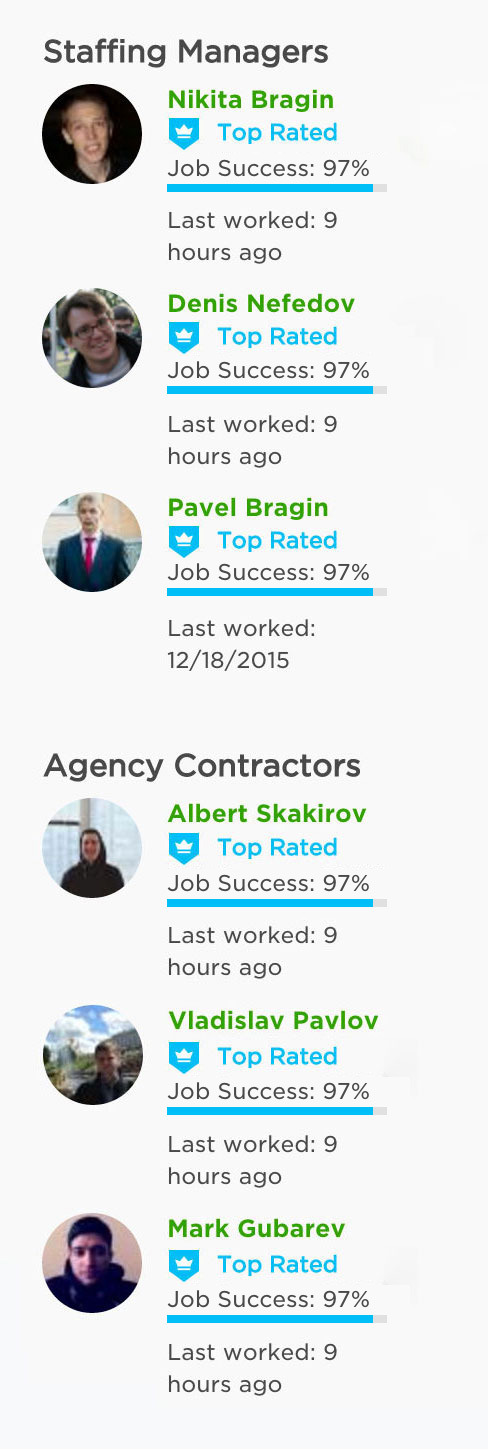 Staffing Managers
Nikita Bragin
Top Rated
Job Success: 97%
Last worked: 9
hours ago
Denis Nefedov
Top Rated
Job Success: 97%
Last worked: 9
hours ago
Pavel Bragin
Top Rated
Job Success: 97%
Last worked:
12/18/2015
Agency Contractors
Albert Skakirov
Top Rated
Job Success: 97%
Last worked: 9
hours ago
Vladislav Pavlov
Top Rated
Job Success: 97%
Last worked: 9
hours ago
Mark Gubarev
Top Rated
Job Success: 97%
Last worked: 9
hours ago